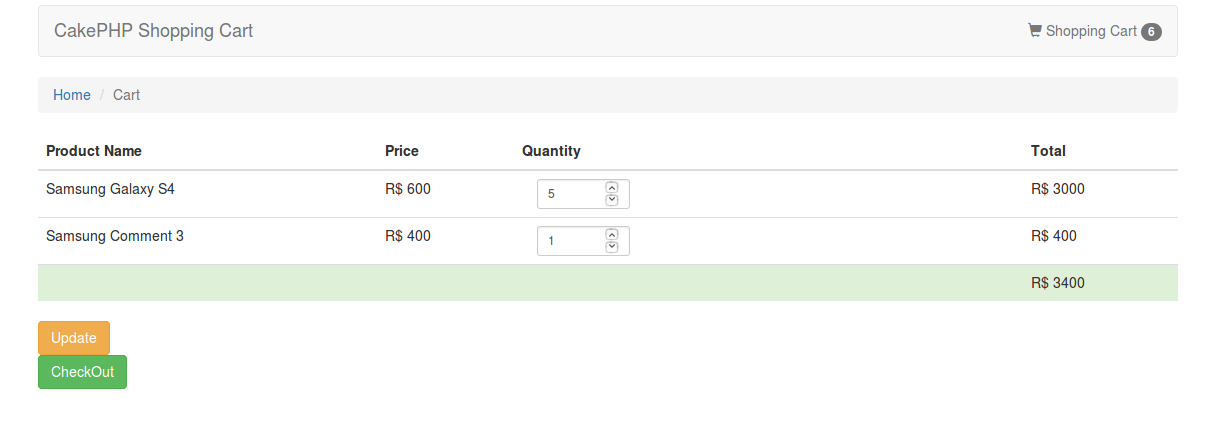 CakePHP Shopping Cart Shopping Cart 6
Home / Cart
Product Name Price Quantity Total
Samsung Galaxy S4 R$ 600 5 R$ 3000
Samsung Comment 3 R$ 400 1 R$ 400
R$ 3400
Update
CheckOut